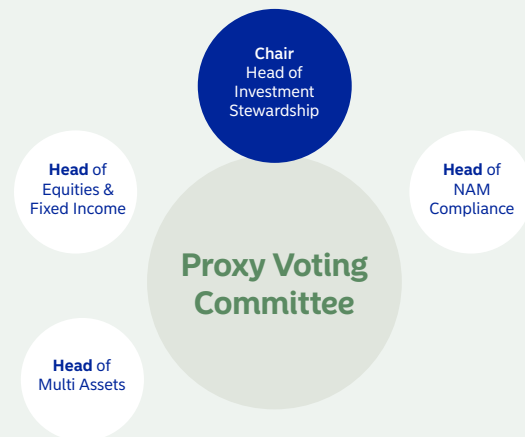 Chair
Head of
Investment
Stewardship
Head of
Equities &
Fixed Income
Head of
NAM
Compliance
Proxy Voting
Committee
Head of
Multi Assets